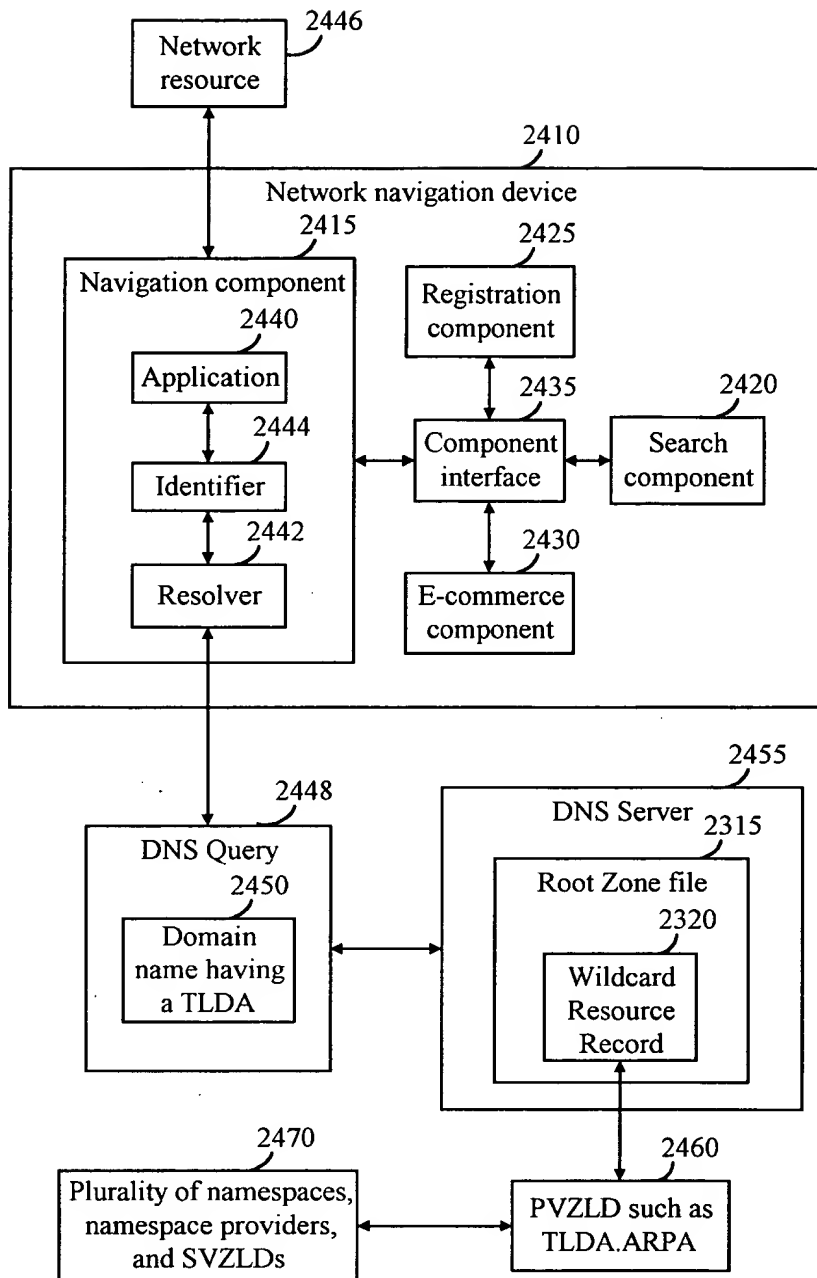 2446
Network
resource
2410
Network navigation device
2415
Navigation component
2440
Application
2444
Identifier
2442
Resolver
2425
Registration
component
2435
Component
interface
2420
Search
component
2430
E-commerce
component
2448
DNS Query
2450
Domain
name having
a TLDA
2455
DNS Server
2315
Root Zone file
2320
Wildcard
Resource
Record
2470
Plurality of namespaces,
namespace providers,
and SVZLDs
2460
PVZLD such as
TLDA.ARPA